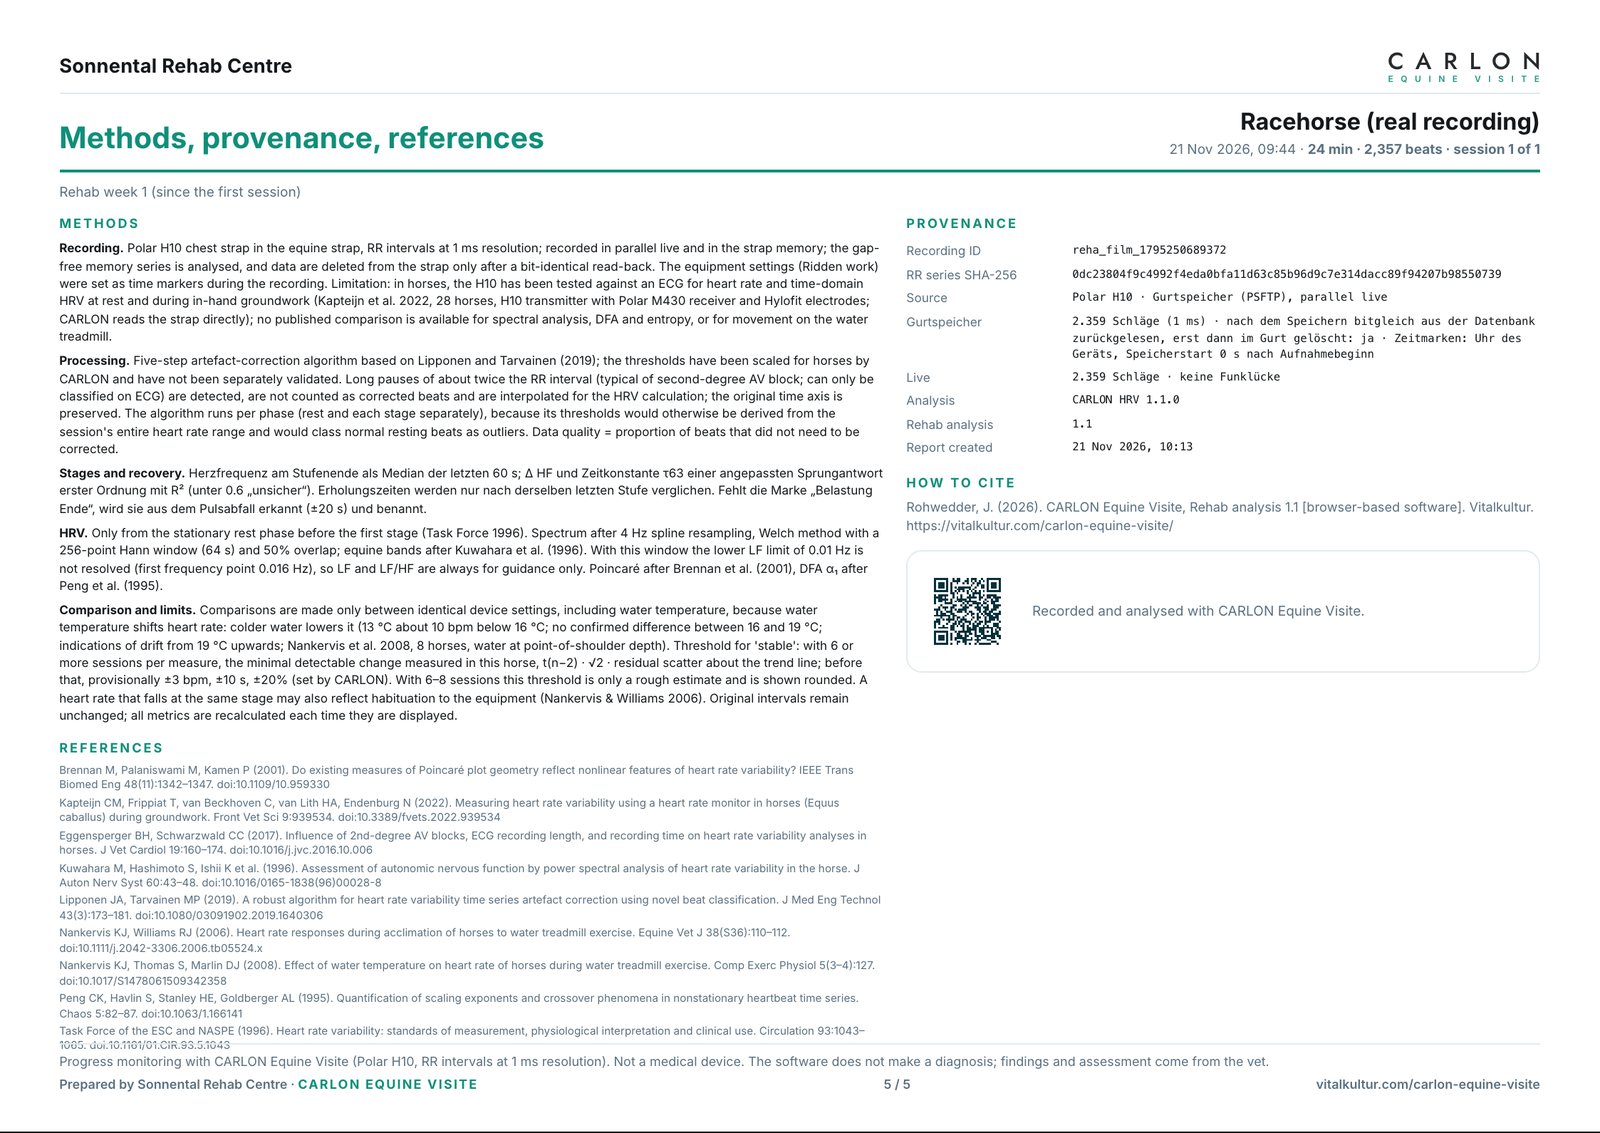 Sonnental Rehab Centre
CARLON
EQUINE VISITE
Methods, provenance, references
Racehorse (real recording)
21 Nov 2026, 09:44 · 24 min · 2,357 beats · session 1 of 1
Rehab week 1 (since the first session)
METHODS
Recording. Polar H10 chest strap in the equine strap, RR intervals at 1 ms resolution; recorded in parallel live and in the strap memory; the gap-
free memory series is analysed, and data are deleted from the strap only after a bit-identical read-back. The equipment settings (Ridden work)
were set as time markers during the recording. Limitation: in horses, the H10 has been tested against an ECG for heart rate and time-domain
HRV at rest and during in-hand groundwork (Kapteijn et al. 2022, 28 horses, H10 transmitter with Polar M430 receiver and Hylofit electrodes;
CARLON reads the strap directly); no published comparison is available for spectral analysis, DFA and entropy, or for movement on the water
treadmill.
Processing. Five-step artefact-correction algorithm based on Lipponen and Tarvainen (2019); the thresholds have been scaled for horses by
CARLON and have not been separately validated. Long pauses of about twice the RR interval (typical of second-degree AV block; can only be
classified on ECG) are detected, are not counted as corrected beats and are interpolated for the HRV calculation; the original time axis is
preserved. The algorithm runs per phase (rest and each stage separately), because its thresholds would otherwise be derived from the
session's entire heart rate range and would class normal resting beats as outliers. Data quality = proportion of beats that did not need to be
corrected.
Stages and recovery. Herzfrequenz am Stufenende als Median der letzten 60 s; Δ HF und Zeitkonstante τ63 einer angepassten Sprungantwort
erster Ordnung mit R² (unter 0.6 „unsicher“). Erholungszeiten werden nur nach derselben letzten Stufe verglichen. Fehlt die Marke „Belastung
Ende“, wird sie aus dem Pulsabfall erkannt (±20 s) und benannt.
HRV. Only from the stationary rest phase before the first stage (Task Force 1996). Spectrum after 4 Hz spline resampling, Welch method with a
256-point Hann window (64 s) and 50% overlap; equine bands after Kuwahara et al. (1996). With this window the lower LF limit of 0.01 Hz is
not resolved (first frequency point 0.016 Hz), so LF and LF/HF are always for guidance only. Poincaré after Brennan et al. (2001), DFA α₁ after
Peng et al. (1995).
Comparison and limits. Comparisons are made only between identical device settings, including water temperature, because water
temperature shifts heart rate: colder water lowers it (13 °C about 10 bpm below 16 °C; no confirmed difference between 16 and 19 °C;
indications of drift from 19 °C upwards; Nankervis et al. 2008, 8 horses, water at point-of-shoulder depth). Threshold for 'stable': with 6 or
more sessions per measure, the minimal detectable change measured in this horse, t(n−2) · √2 · residual scatter about the trend line; before
that, provisionally ±3 bpm, ±10 s, ±20% (set by CARLON). With 6–8 sessions this threshold is only a rough estimate and is shown rounded. A
heart rate that falls at the same stage may also reflect habituation to the equipment (Nankervis & Williams 2006). Original intervals remain
unchanged; all metrics are recalculated each time they are displayed.
REFERENCES
Brennan M, Palaniswami M, Kamen P (2001). Do existing measures of Poincaré plot geometry reflect nonlinear features of heart rate variability? IEEE Trans
Biomed Eng 48(11):1342–1347. doi:10.1109/10.959330
Kapteijn CM, Frippiat T, van Beckhoven C, van Lith HA, Endenburg N (2022). Measuring heart rate variability using a heart rate monitor in horses (Equus
caballus) during groundwork. Front Vet Sci 9:939534. doi:10.3389/fvets.2022.939534
Eggensperger BH, Schwarzwald CC (2017). Influence of 2nd-degree AV blocks, ECG recording length, and recording time on heart rate variability analyses in
horses. J Vet Cardiol 19:160–174. doi:10.1016/j.jvc.2016.10.006
Kuwahara M, Hashimoto S, Ishii K et al. (1996). Assessment of autonomic nervous function by power spectral analysis of heart rate variability in the horse. J
Auton Nerv Syst 60:43–48. doi:10.1016/0165-1838(96)00028-8
Lipponen JA, Tarvainen MP (2019). A robust algorithm for heart rate variability time series artefact correction using novel beat classification. J Med Eng Technol
43(3):173–181. doi:10.1080/03091902.2019.1640306
Nankervis KJ, Williams RJ (2006). Heart rate responses during acclimation of horses to water treadmill exercise. Equine Vet J 38(S36):110–112.
doi:10.1111/j.2042-3306.2006.tb05524.x
Nankervis KJ, Thomas S, Marlin DJ (2008). Effect of water temperature on heart rate of horses during water treadmill exercise. Comp Exerc Physiol 5(3–4):127.
doi:10.1017/S1478061509342358
Peng CK, Havlin S, Stanley HE, Goldberger AL (1995). Quantification of scaling exponents and crossover phenomena in nonstationary heartbeat time series.
Chaos 5:82–87. doi:10.1063/1.166141
Task Force of the ESC and NASPE (1996). Heart rate variability: standards of measurement, physiological interpretation and clinical use. Circulation 93:1043–
1065. doi:10.1161/01.CIR.93.5.1043
PROVENANCE
Recording ID reha_film_1795250689372
RR series SHA-256 0dc23804f9c4992f4eda0bfa11d63c85b96d9c7e314dacc89f94207b98550739
Source Polar H10 · Gurtspeicher (PSFTP), parallel live
Gurtspeicher 2.359 Schläge (1 ms) · nach dem Speichern bitgleich aus der Datenbank
zurückgelesen, erst dann im Gurt gelöscht: ja · Zeitmarken: Uhr des
Geräts, Speicherstart 0 s nach Aufnahmebeginn
Live 2.359 Schläge · keine Funklücke
Analysis CARLON HRV 1.1.0
Rehab analysis 1.1
Report created 21 Nov 2026, 10:13
HOW TO CITE
Rohwedder, J. (2026). CARLON Equine Visite, Rehab analysis 1.1 [browser-based software]. Vitalkultur.
https://vitalkultur.com/carlon-equine-visite/
Recorded and analysed with CARLON Equine Visite.
Progress monitoring with CARLON Equine Visite (Polar H10, RR intervals at 1 ms resolution). Not a medical device. The software does not make a diagnosis; findings and assessment come from the vet.
Prepared by Sonnental Rehab Centre · CARLON EQUINE VISITE
5 / 5
vitalkultur.com/carlon-equine-visite